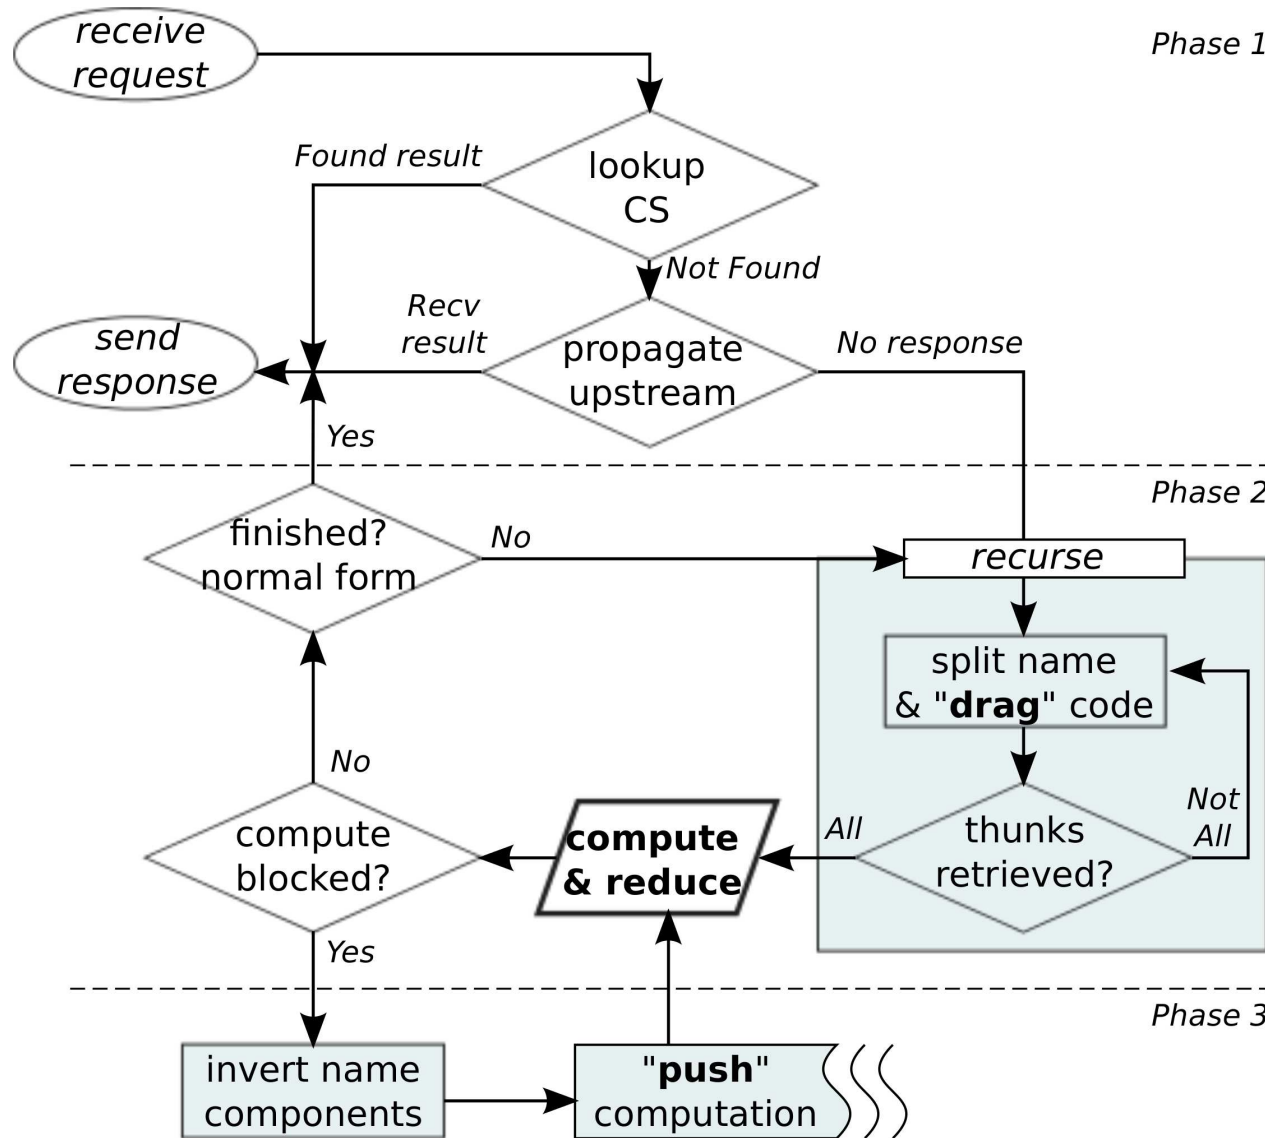 receive
request
Phase 1
Found result
lookup
CS
Not Found
Recv
result
send
response
propagate
upstream
No response
Yes
Phase 2
finished?
normal form
No
recurse
split name
& "drag" code
No
compute
blocked?
compute
& reduce
All
thunks
retrieved?
Not
All
Yes
Phase 3
invert name
components
"push"
computation